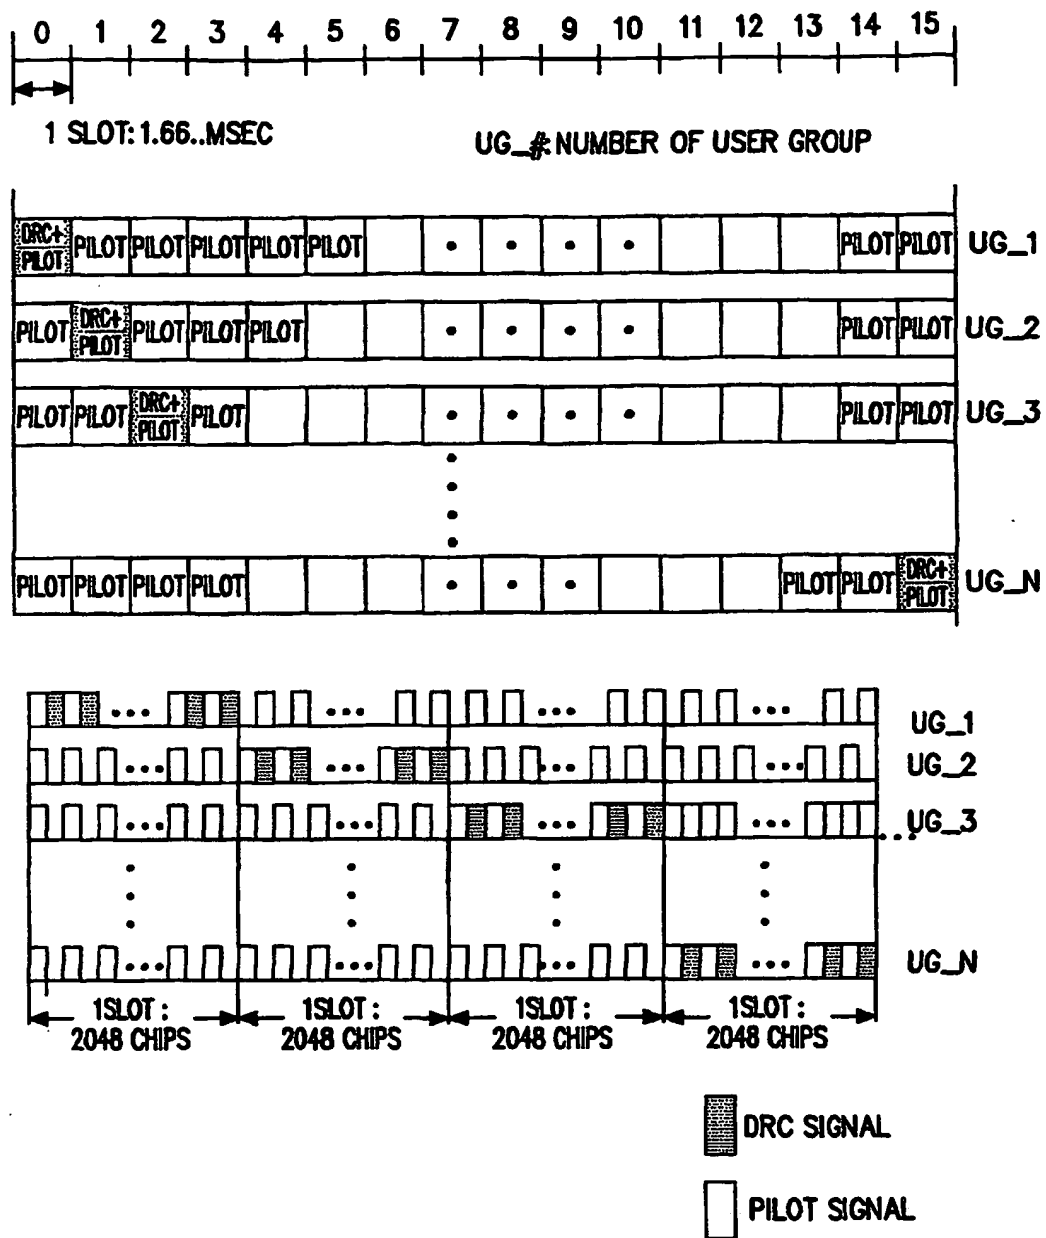 0 1 2 3 4 5 6 7 8 9 10 11 12 13 14 15
1 SLOT: 1.66..MSEC
UG_#: NUMBER OF USER GROUP
DRC+ PILOT PILOT PILOT PILOT PILOT PILOT • • • • PILOT PILOT UG_1
PILOT DRC+ PILOT PILOT PILOT PILOT • • • • PILOT PILOT UG_2
PILOT PILOT DRC+ PILOT PILOT • • • • PILOT PILOT UG_3
PILOT PILOT PILOT PILOT • • • PILOT PILOT DRC+ PILOT UG_N
••• ••• ••• ••• UG_1
••• ••• ••• ••• UG_2
••• ••• ••• ••• ••• UG_3
••• ••• ••• ••• UG_N
1SLOT : 1SLOT : 1SLOT : 1SLOT :
2048 CHIPS 2048 CHIPS 2048 CHIPS 2048 CHIPS
DRC SIGNAL
PILOT SIGNAL